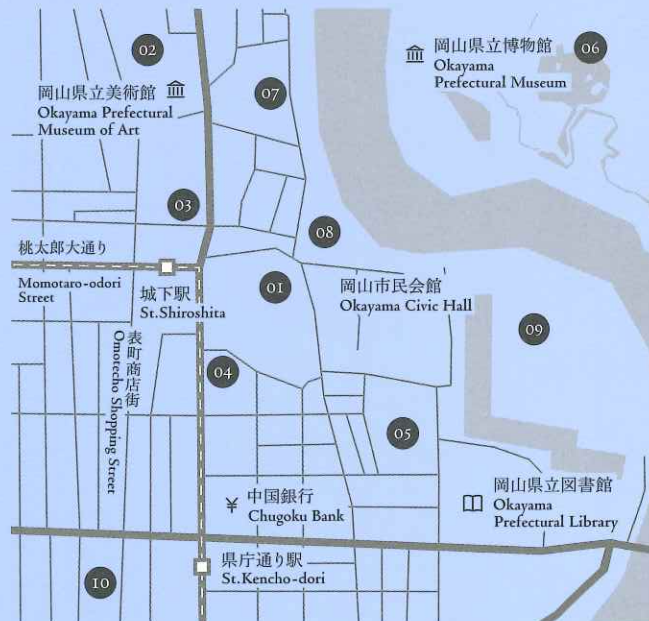 02
岡山県立美術館
Okayama Prefectural
Museum of Art
07
岡山県立博物館
Okayama
Prefectural Museum
06
03
08
桃太郎大通り
Momotaro-odori
Street
城下駅
St.Shiroshita
01
岡山市民会館
Okayama Civic Hall
09
表町商店街
Omotecho Shopping Street
04
05
¥ 中国銀行
Chugoku Bank
岡山県立図書館
Okayama
Prefectural Library
県庁通り駅
St.Kencho-dori
10